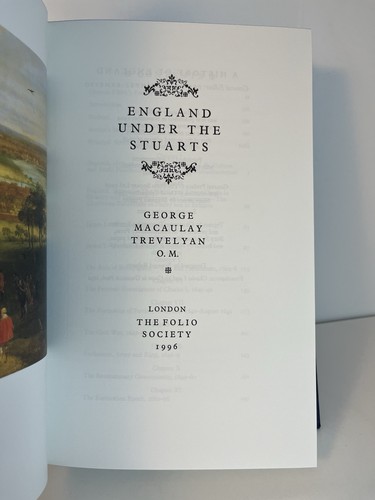 ENGLAND
UNDER THE
STUARTS
GEORGE
MACAULAY
TREVELYAN
O. M.
LONDON
THE FOLIO
SOCIETY
1996